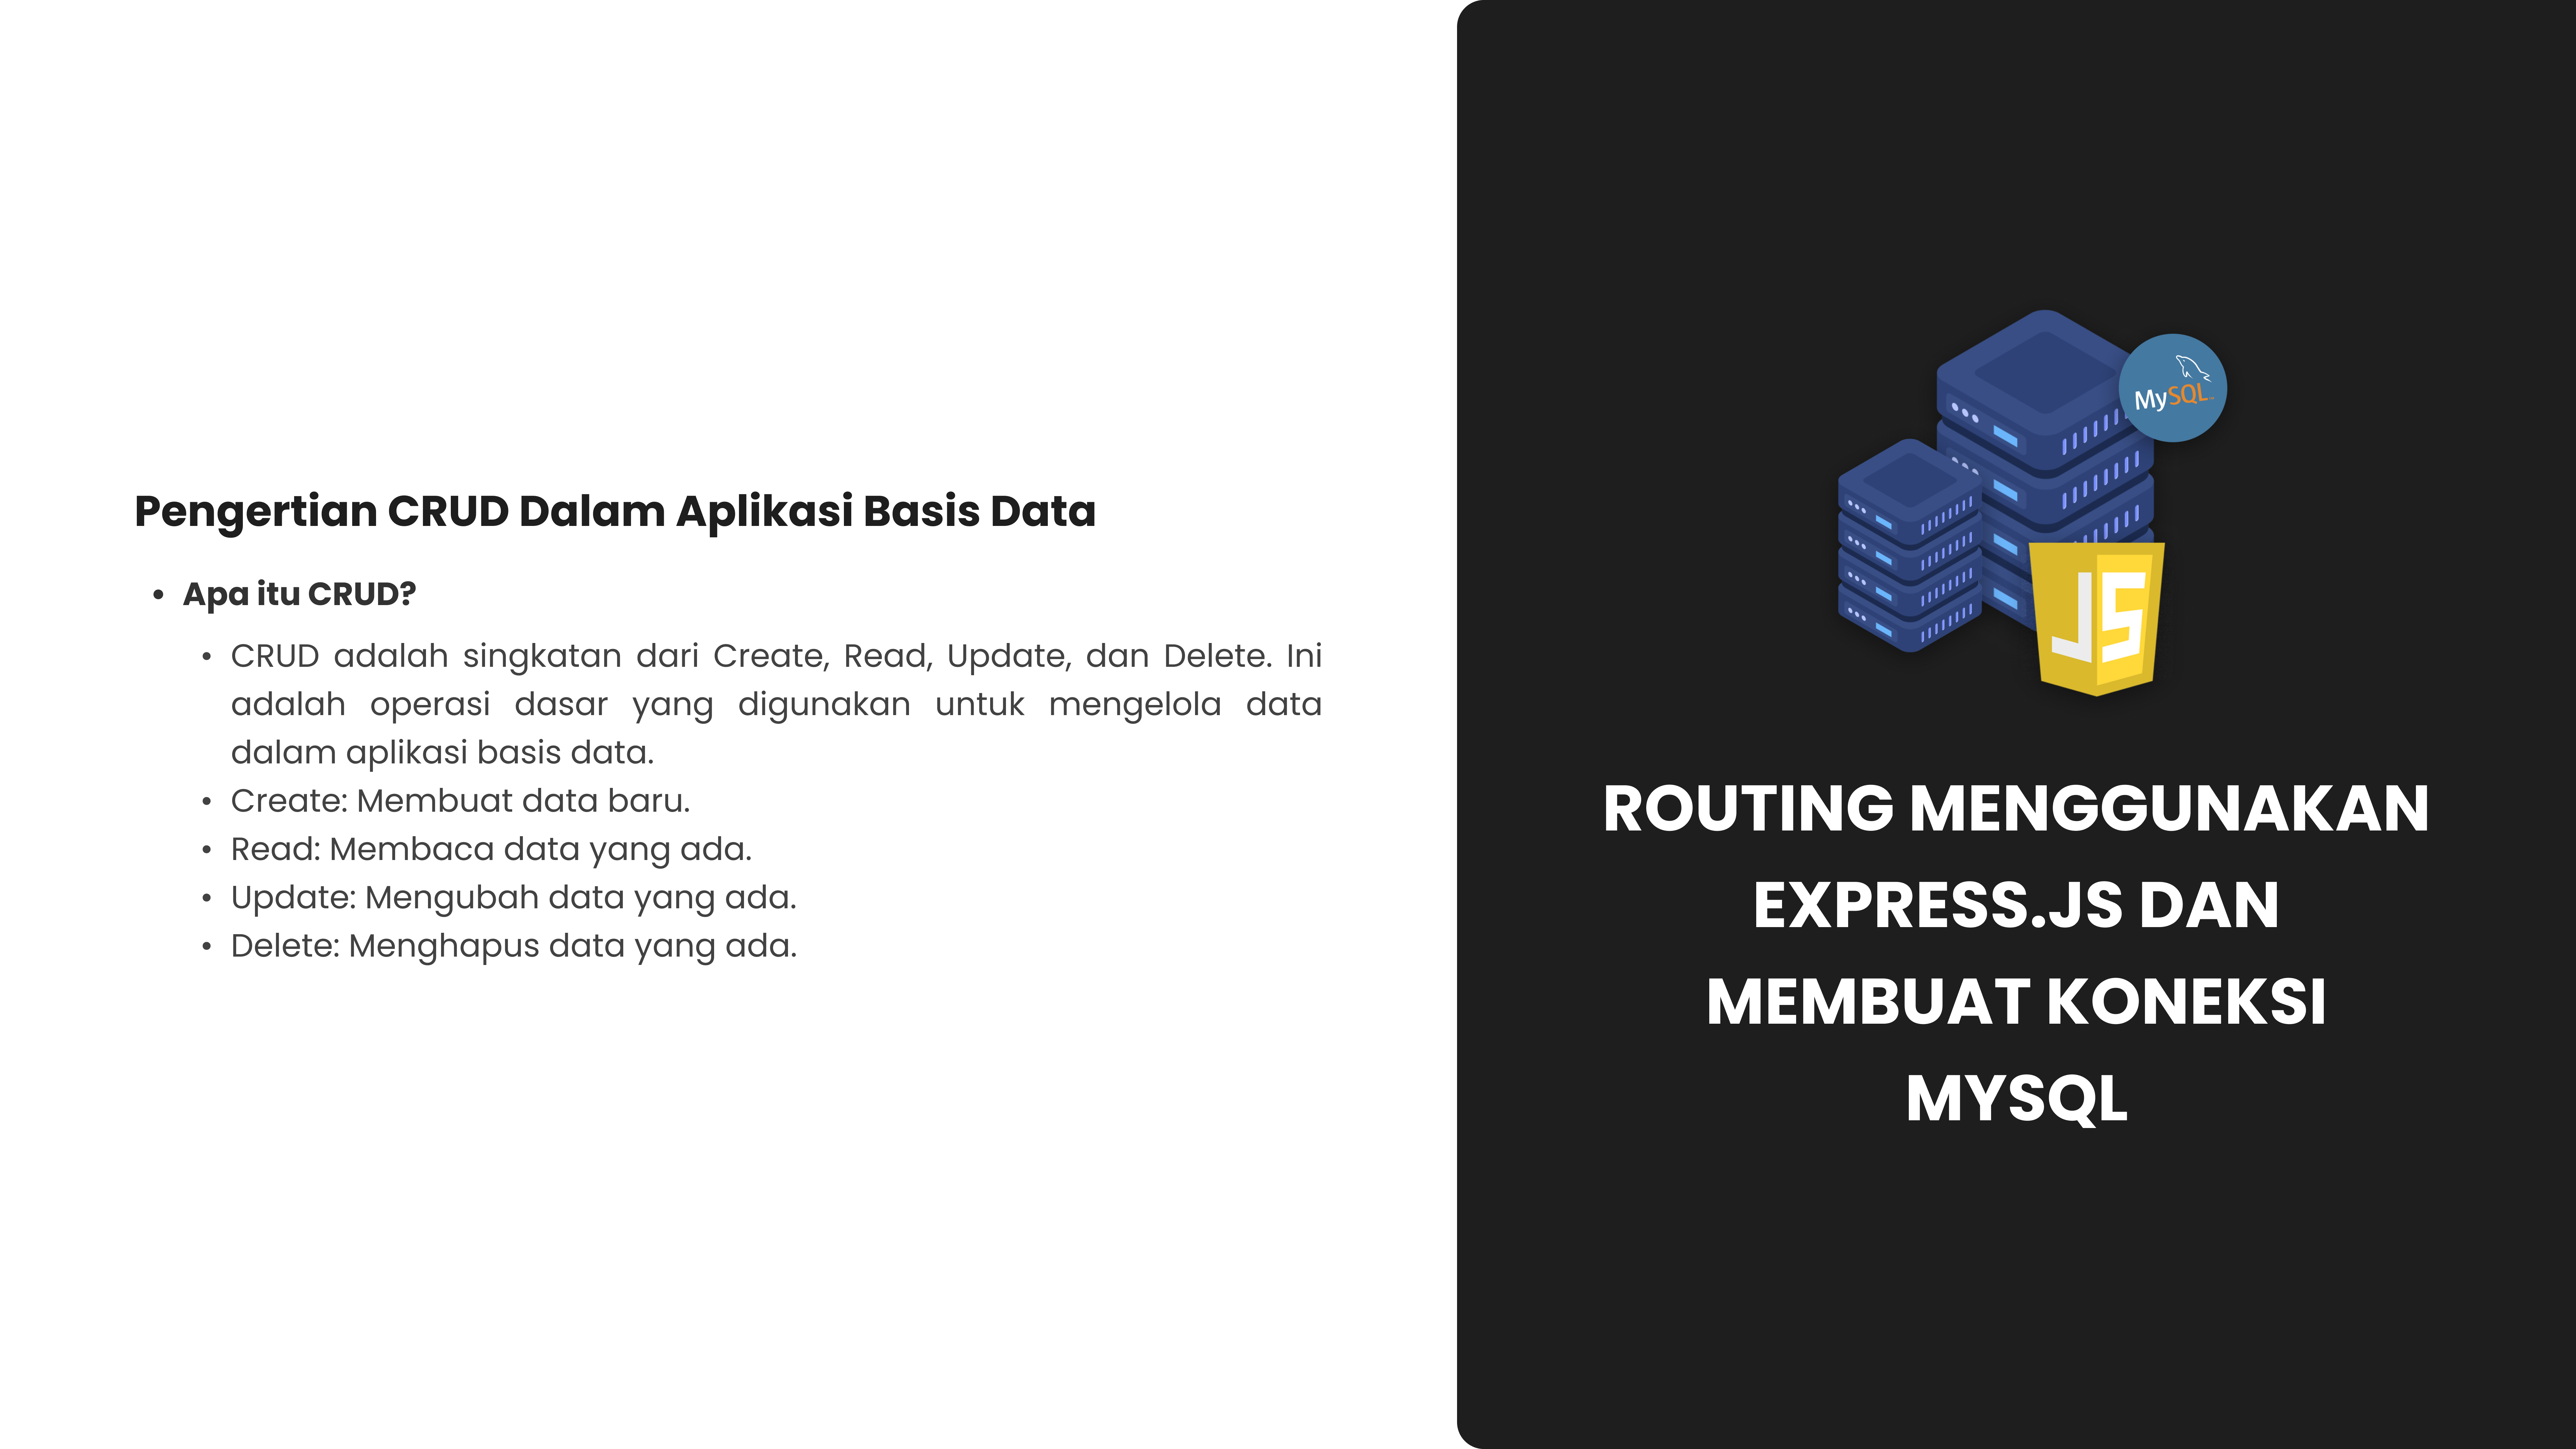 Pengertian CRUD Dalam Aplikasi Basis Data
• Apa itu CRUD?
• CRUD adalah singkatan dari Create, Read, Update, dan Delete. Ini
adalah operasi dasar yang digunakan untuk mengelola data
dalam aplikasi basis data.
• Create: Membuat data baru.
• Read: Membaca data yang ada.
• Update: Mengubah data yang ada.
• Delete: Menghapus data yang ada.
MySQL
JS
ROUTING MENGGUNAKAN
EXPRESS.JS DAN
MEMBUAT KONEKSI
MYSQL